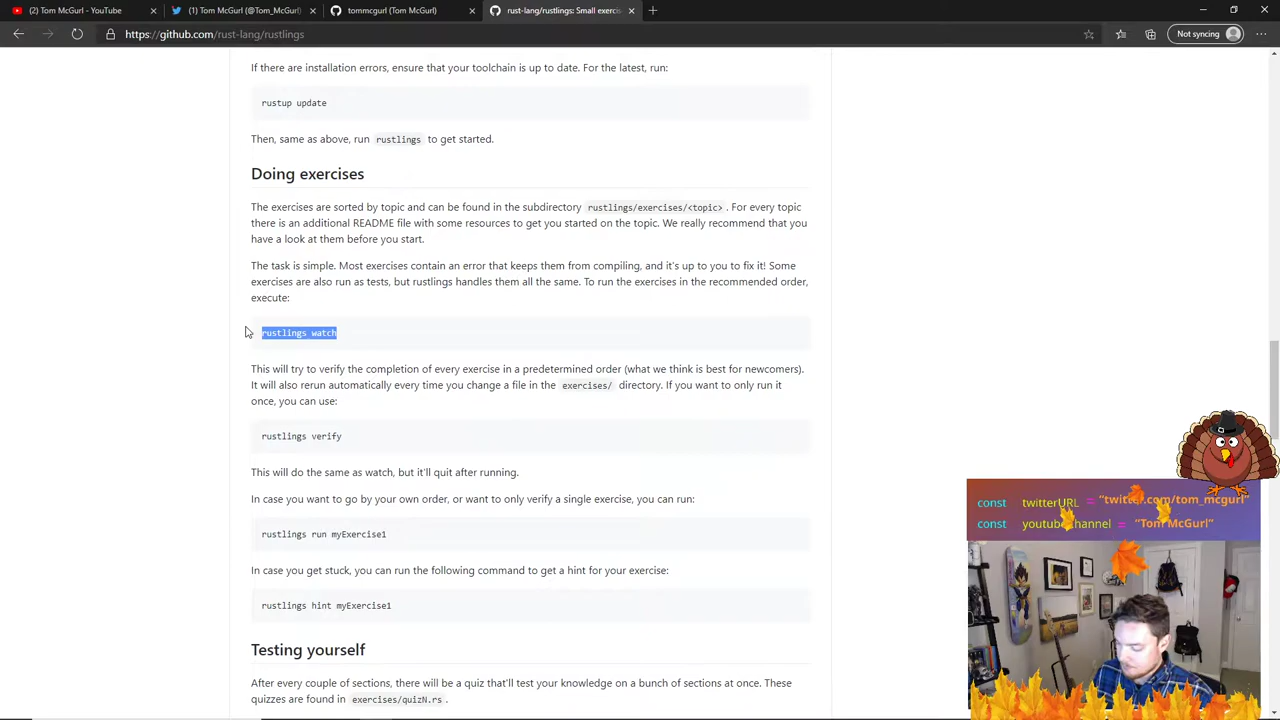 (2) Tom McGurl - YouTube
(1) Tom McGurl (@Tom_McGurl)
tommcgurl (Tom McGurl)
rust-lang/rustlings: Small exercis
https://github.com/rust-lang/rustlings
Not syncing
If there are installation errors, ensure that your toolchain is up to date. For the latest, run:
rustup update
Then, same as above, run rustlings to get started.
Doing exercises
The exercises are sorted by topic and can be found in the subdirectory rustlings/exercises/<topic> . For every topic
there is an additional README file with some resources to get you started on the topic. We really recommend that you
have a look at them before you start.
The task is simple. Most exercises contain an error that keeps them from compiling, and it's up to you to fix it! Some
exercises are also run as tests, but rustlings handles them all the same. To run the exercises in the recommended order,
execute:
rustlings watch
This will try to verify the completion of every exercise in a predetermined order (what we think is best for newcomers).
It will also rerun automatically every time you change a file in the exercises/ directory. If you want to only run it
once, you can use:
rustlings verify
This will do the same as watch, but it'll quit after running.
In case you want to go by your own order, or want to only verify a single exercise, you can run:
rustlings run myExercise1
In case you get stuck, you can run the following command to get a hint for your exercise:
rustlings hint myExercise1
Testing yourself
After every couple of sections, there will be a quiz that'll test your knowledge on a bunch of sections at once. These
quizzes are found in exercises/quizN.rs .
const twitterURL = "twitter.com/tom_mcgurl"
const youtubeChannel = "Tom McGurl"